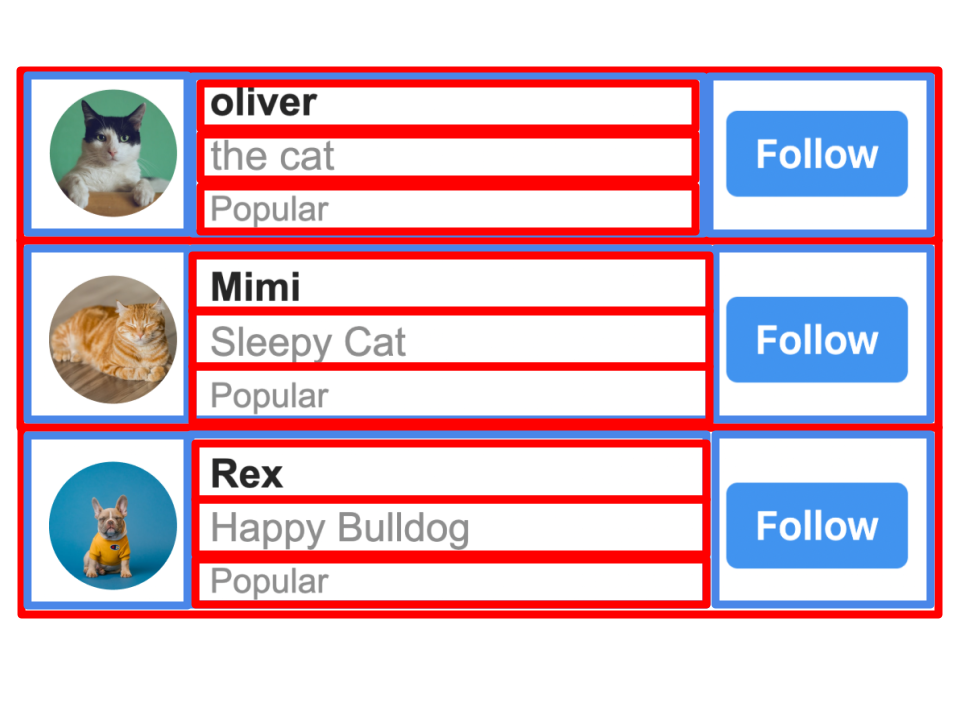 oliver
the cat
Popular
Follow
Mimi
Sleepy Cat
Popular
Follow
Rex
Happy Bulldog
Popular
Follow